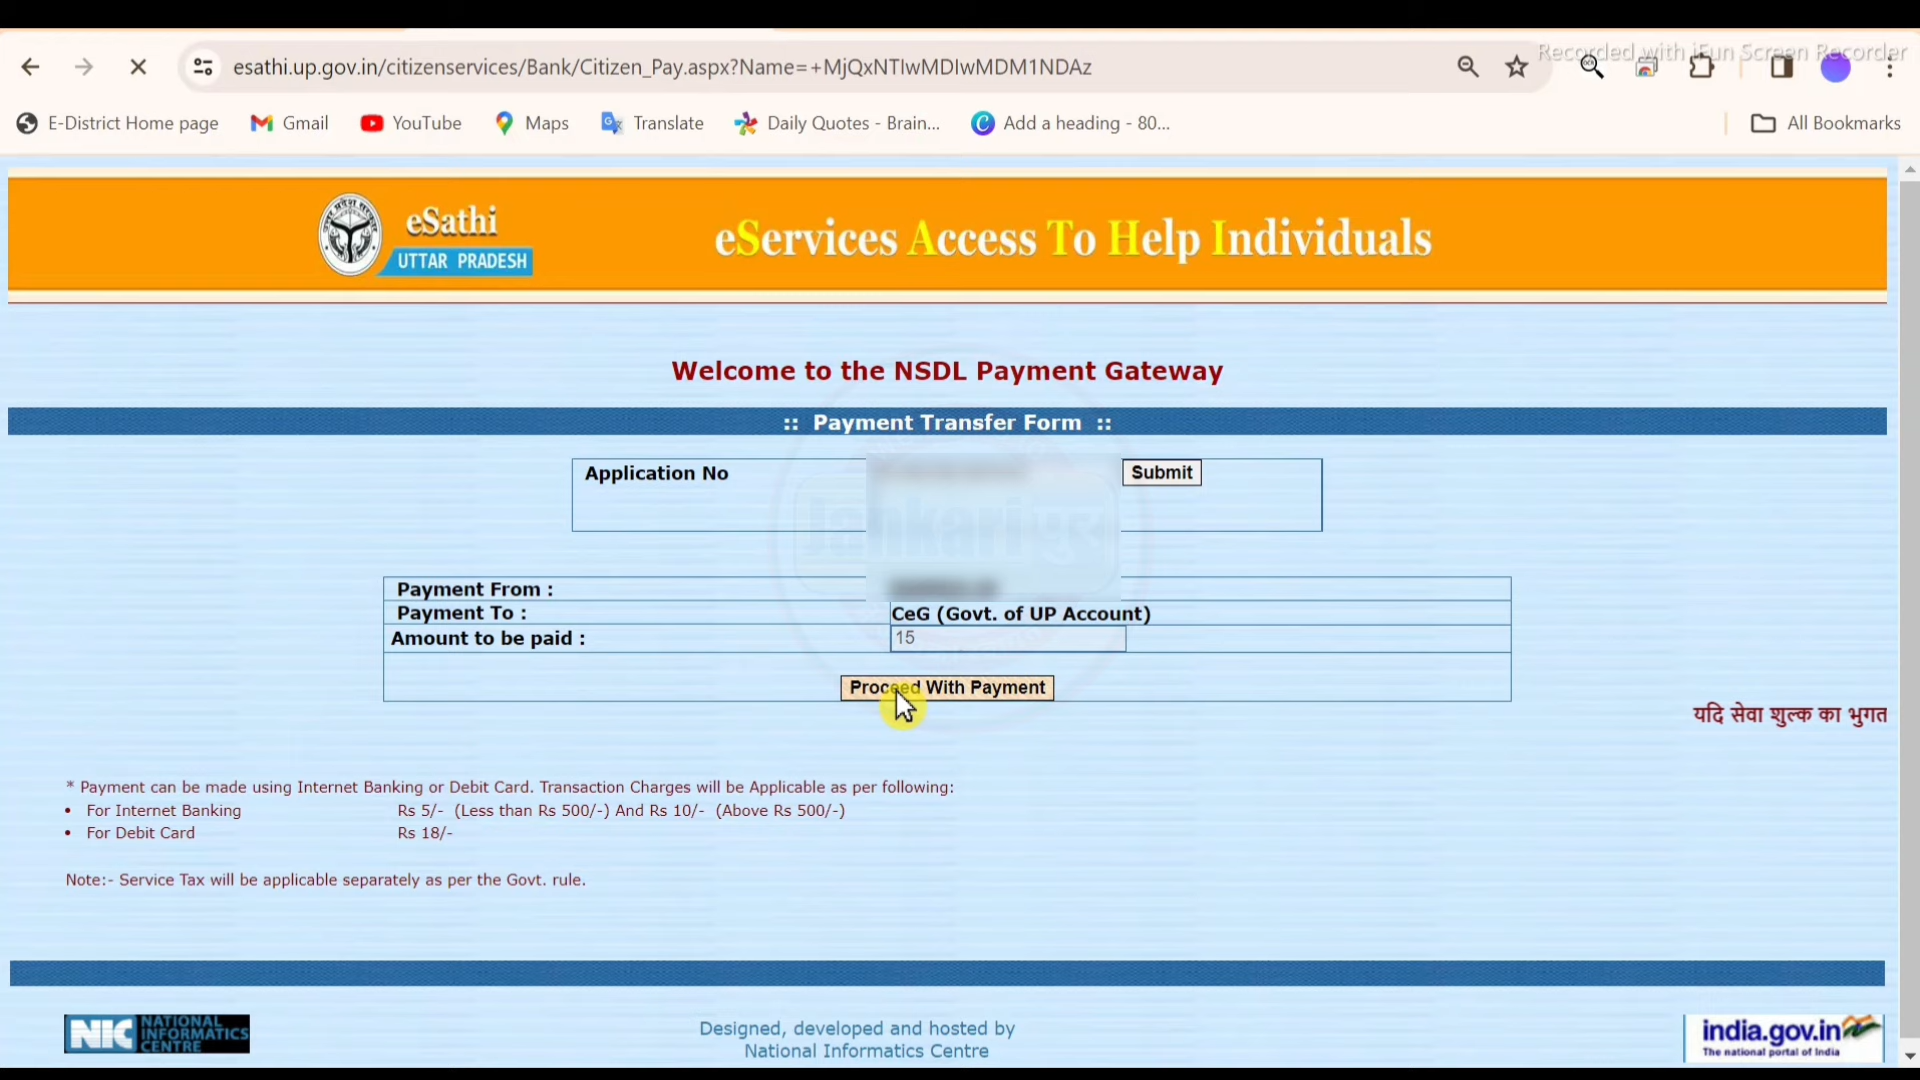 Recorded with iFun Screen Recorder
esathi.up.gov.in/citizenservices/Bank/Citizen_Pay.aspx?Name=+MjQxNTIwMDIwMDM1NDAz
E-District Home page Gmail YouTube Maps Translate Daily Quotes - Brain... Add a heading - 80... All Bookmarks
eSathi
UTTAR PRADESH
eServices Access To Help Individuals
Welcome to the NSDL Payment Gateway
:: Payment Transfer Form ::
Application No Submit
Jankari गुरु
Payment From :
Payment To : CeG (Govt. of UP Account)
Amount to be paid : 15
Proceed With Payment
यदि सेवा शुल्क का भुगत
* Payment can be made using Internet Banking or Debit Card. Transaction Charges will be Applicable as per following:
• For Internet Banking Rs 5/- (Less than Rs 500/-) And Rs 10/- (Above Rs 500/-)
• For Debit Card Rs 18/-
Note:- Service Tax will be applicable separately as per the Govt. rule.
NIC NATIONAL
INFORMATICS
CENTRE
Designed, developed and hosted by
National Informatics Centre
india.gov.in
The national portal of India